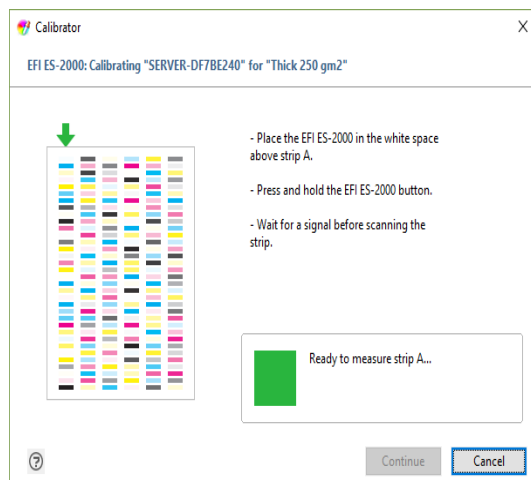 Calibrator
X
EFI ES-2000: Calibrating "SERVER-DF7BE240" for "Thick 250 gm2"
- Place the EFI ES-2000 in the white space
above strip A.
- Press and hold the EFI ES-2000 button.
- Wait for a signal before scanning the
strip.
Ready to measure strip A...
?
Continue
Cancel